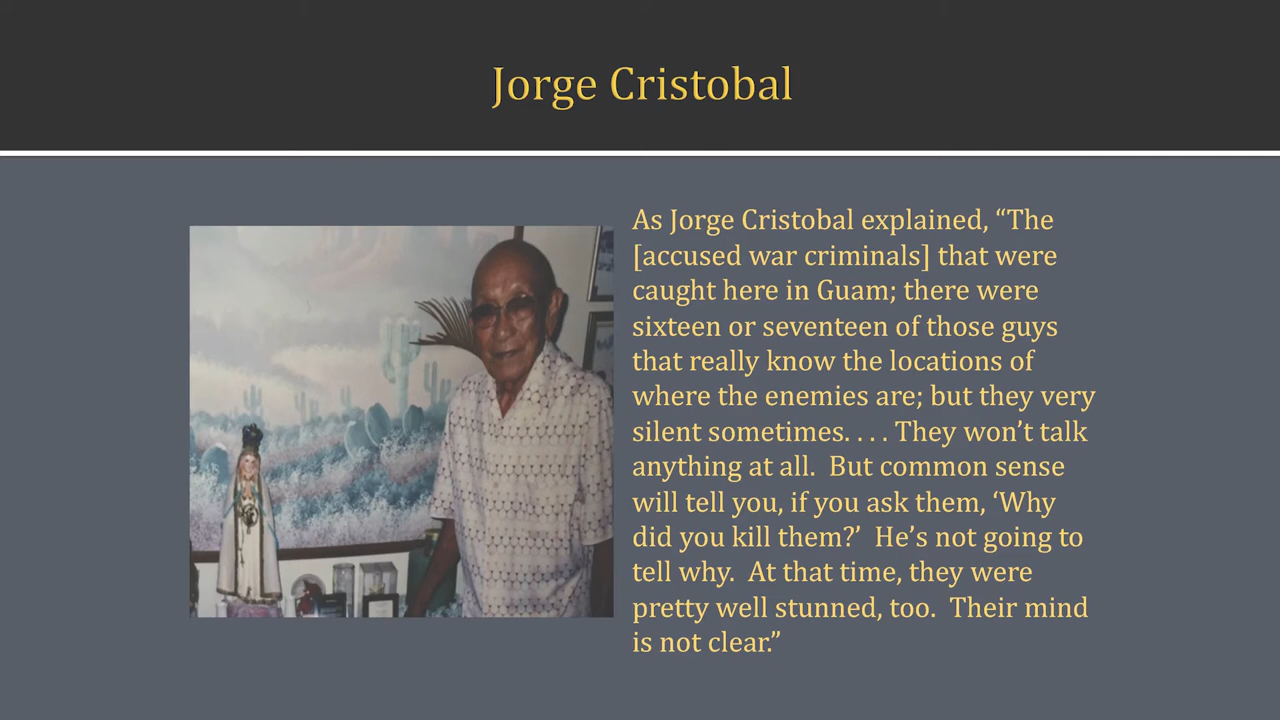 Jorge Cristobal
As Jorge Cristobal explained, “The
[accused war criminals] that were
caught here in Guam; there were
sixteen or seventeen of those guys
that really know the locations of
where the enemies are; but they very
silent sometimes. . . . They won’t talk
anything at all.  But common sense
will tell you, if you ask them, ‘Why
did you kill them?’  He’s not going to
tell why.  At that time, they were
pretty well stunned, too.  Their mind
is not clear.”